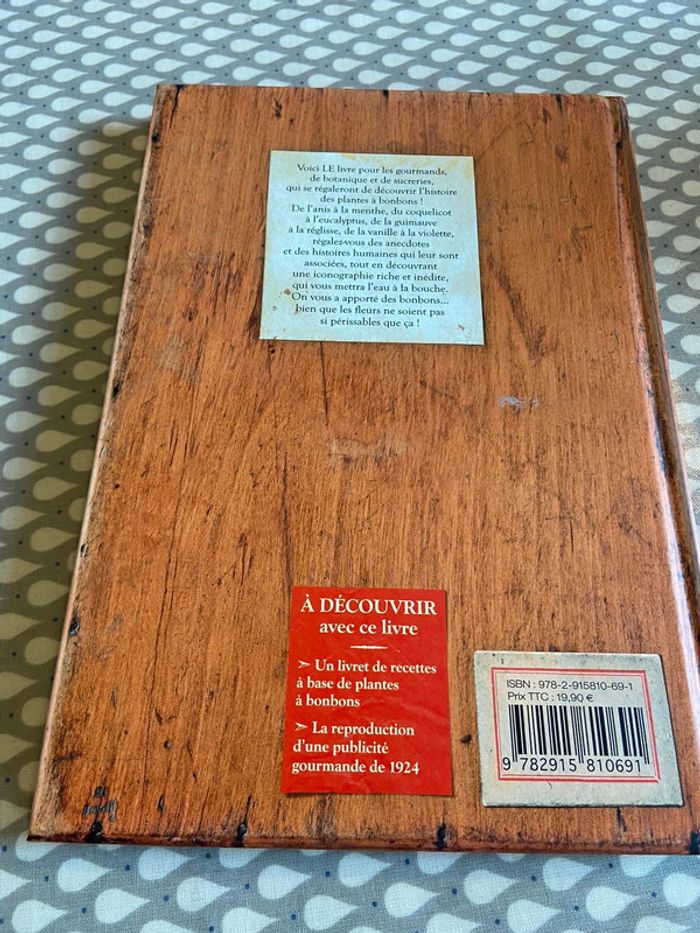 Voici LE livre pour les gourmands,
de botanique et de sucreries,
qui se régaleront de découvrir l'histoire
des plantes à bonbons !
De l'anis à la menthe, du coquelicot
à l'eucalyptus, de la guimauve
à la réglisse, de la vanille à la violette,
régalez-vous des anecdotes
et des histoires humaines qui leur sont
associées, tout en découvrant
une iconographie riche et inédite,
qui vous mettra l'eau à la bouche.
On vous a apporté des bonbons...
bien que les fleurs ne soient pas
si périssables que ça !
À DÉCOUVRIR
avec ce livre
➣ Un livret de recettes
à base de plantes
à bonbons
➣ La reproduction
d'une publicité
gourmande de 1924
ISBN : 978-2-915810-69-1
Prix TTC : 19,90 €
9 782915 810691